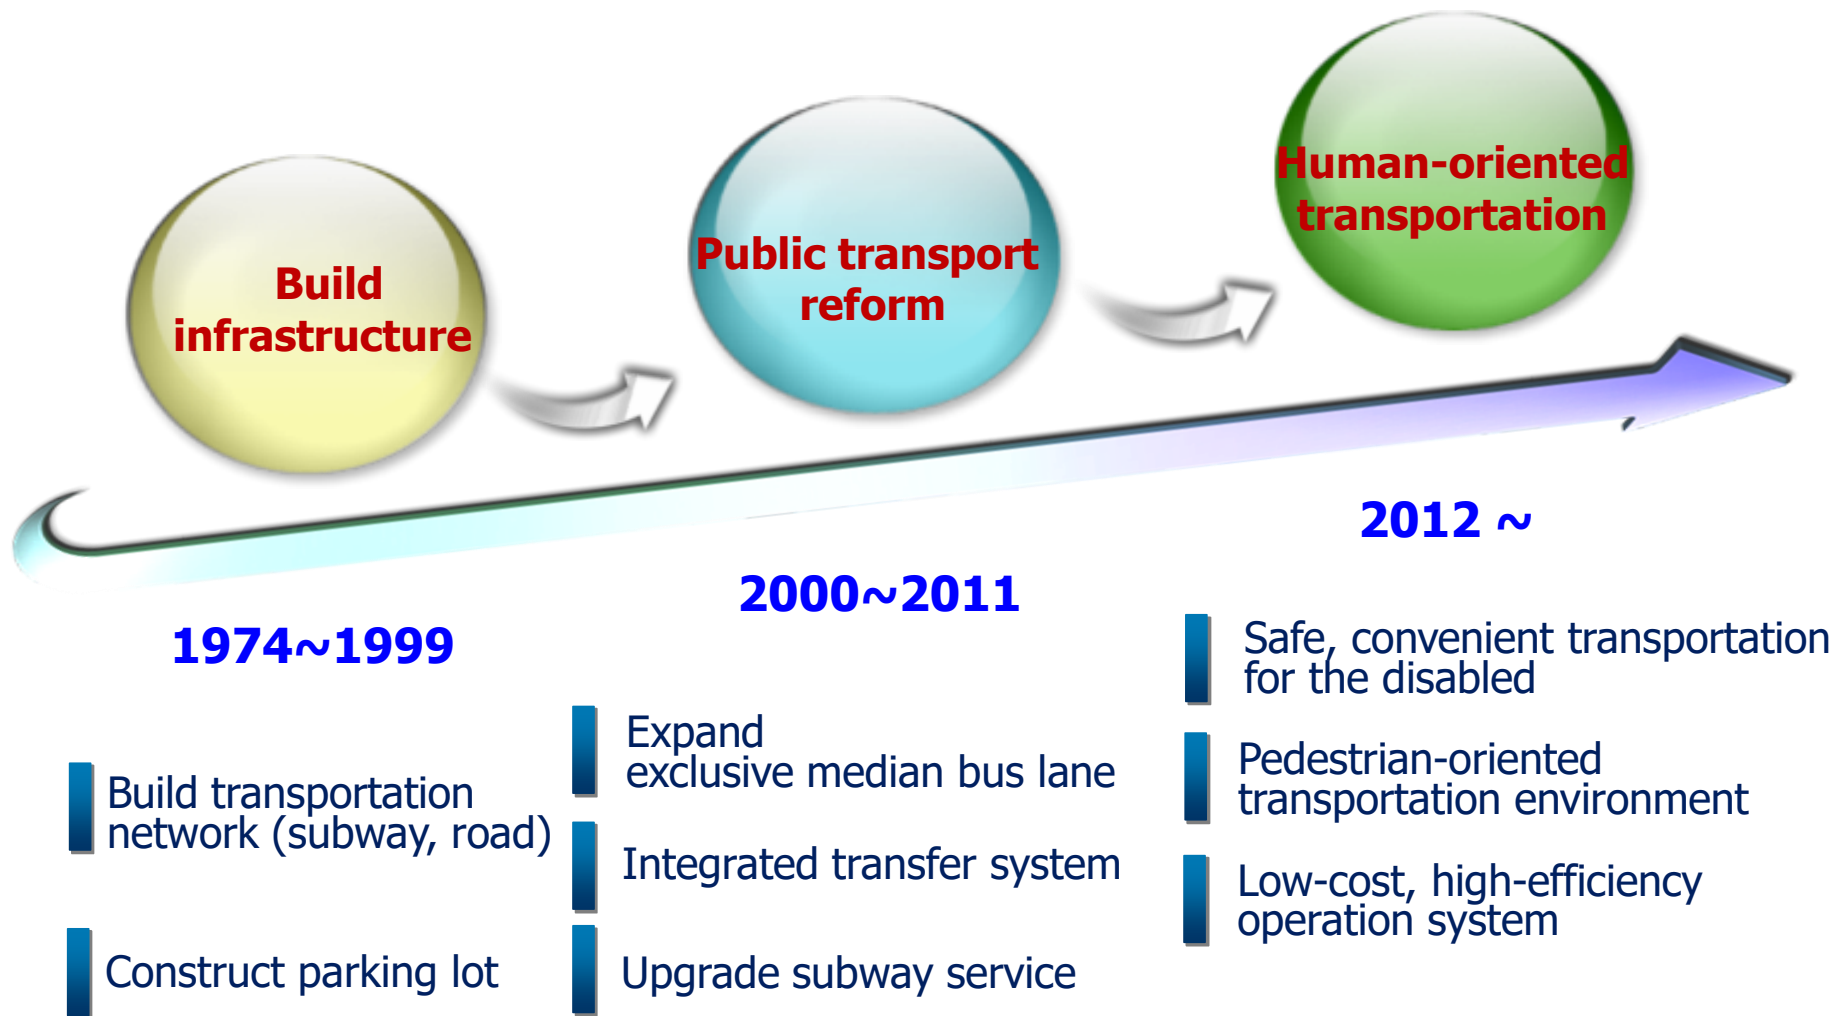 Build
infrastructure
Public transport
reform
Human-oriented
transportation
1974~1999
Build transportation
network (subway, road)
Construct parking lot
2000~2011
Expand
exclusive median bus lane
Integrated transfer system
Upgrade subway service
2012 ~
Safe, convenient transportation
for the disabled
Pedestrian-oriented
transportation environment
Low-cost, high-efficiency
operation system